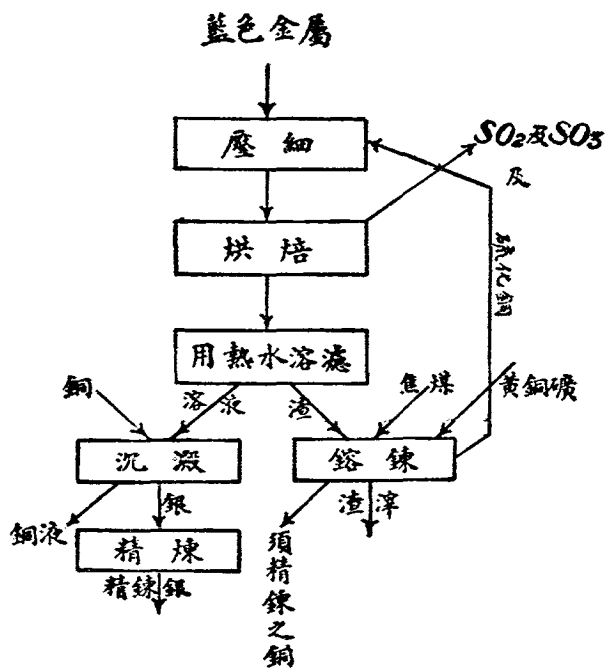 藍色金屬
壓細
SO2及SO3
及
烘焙
硫化銅
用熱水溶濾
銅
溶液
渣
焦煤
黃銅礦
沉澱
鎔鍊
銅液
銀
渣滓
精煉
精鍊銀
須精鍊之銅